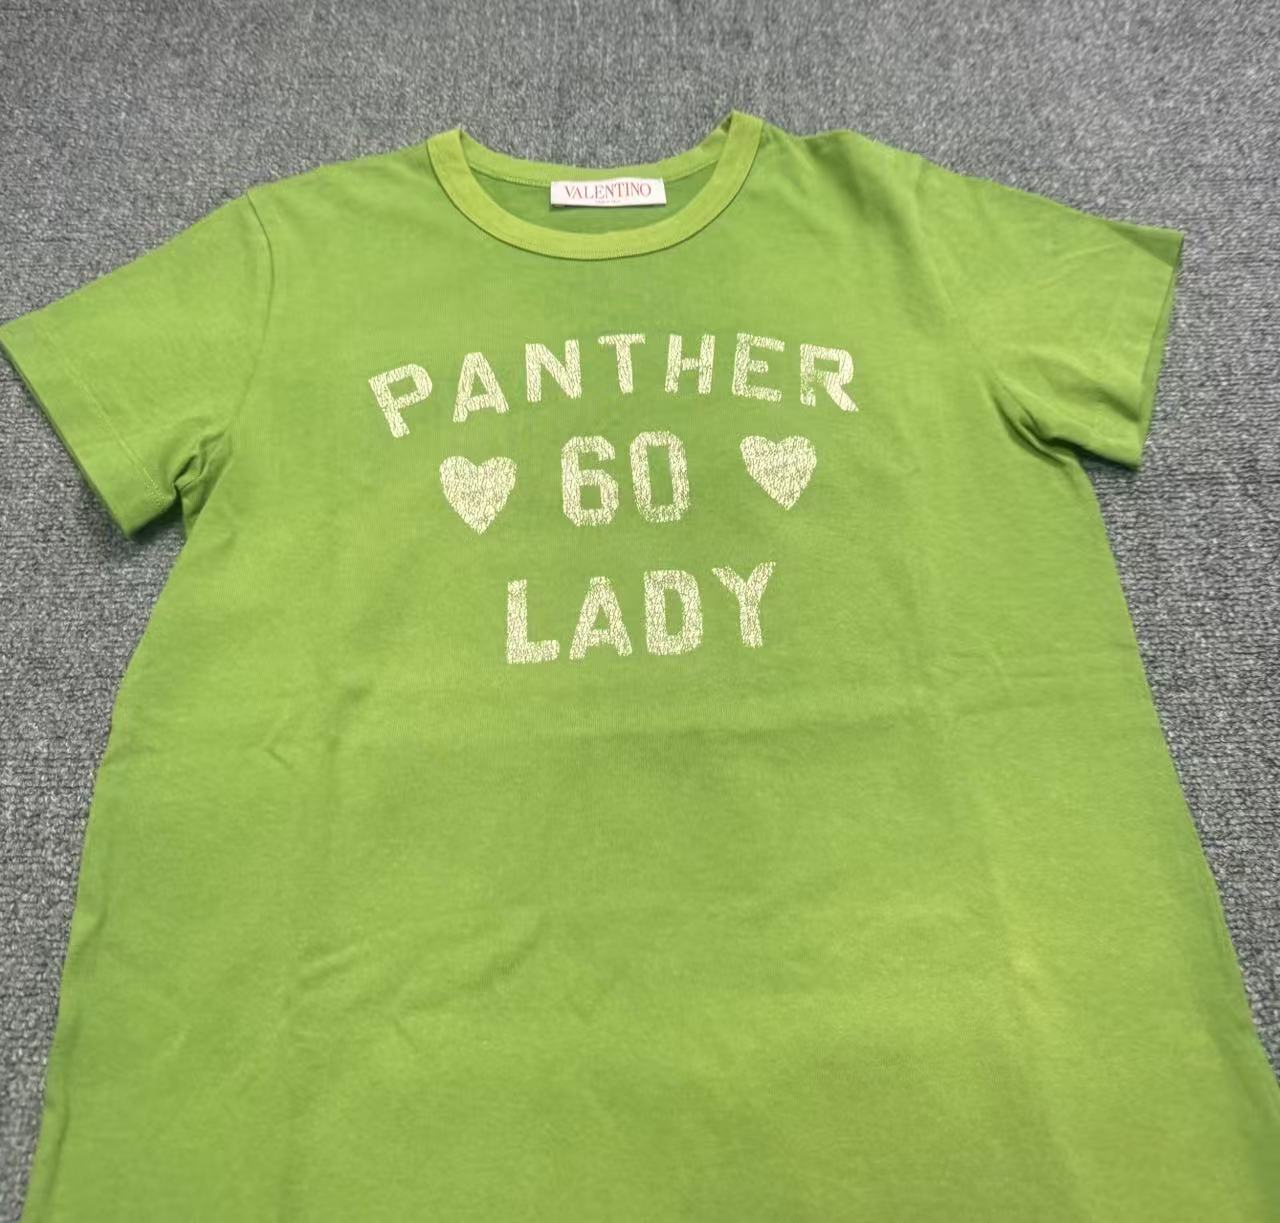 VALENTINO
PANTHER
60
LADY